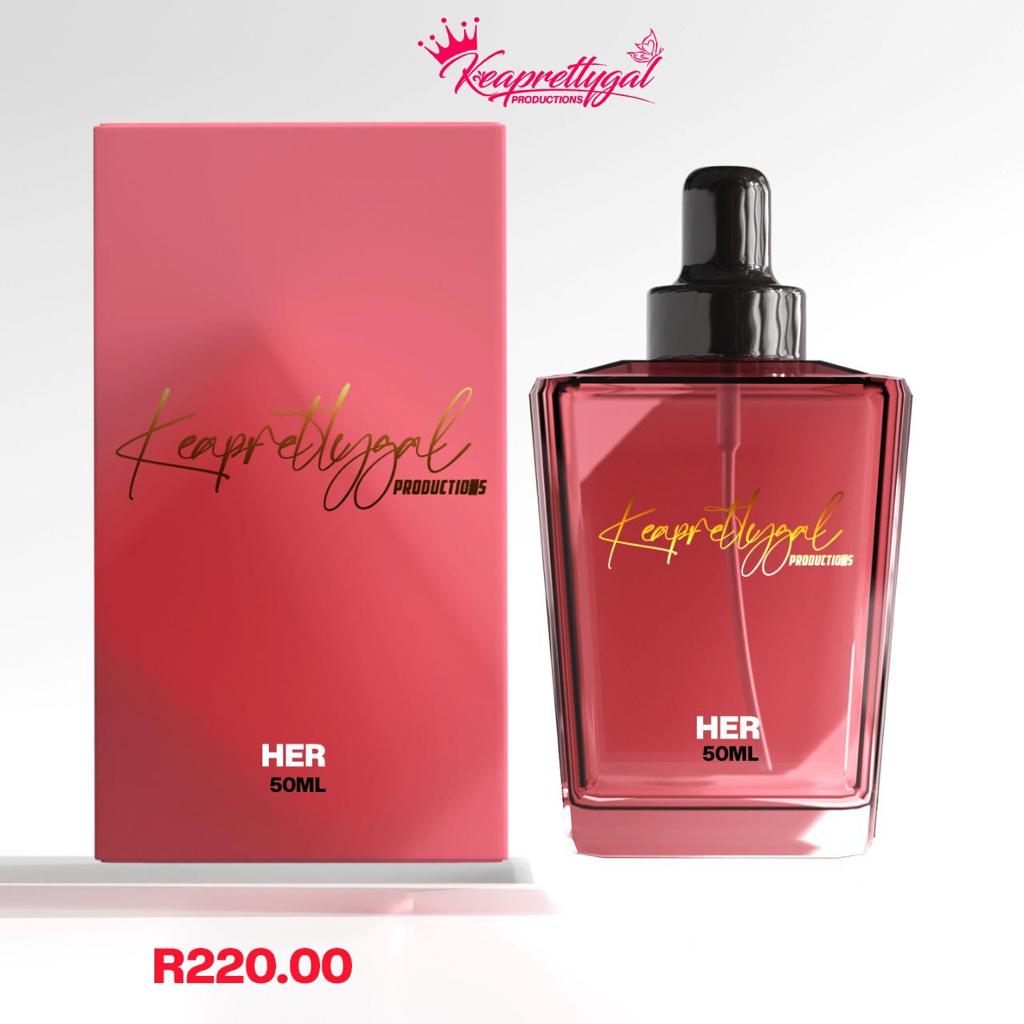 Keaprettygal
PRODUCTIONS
Keaprettygal
PRODUCTIONS
HER
50ML
Keaprettygal
PRODUCTIONS
HER
50ML
R220.00